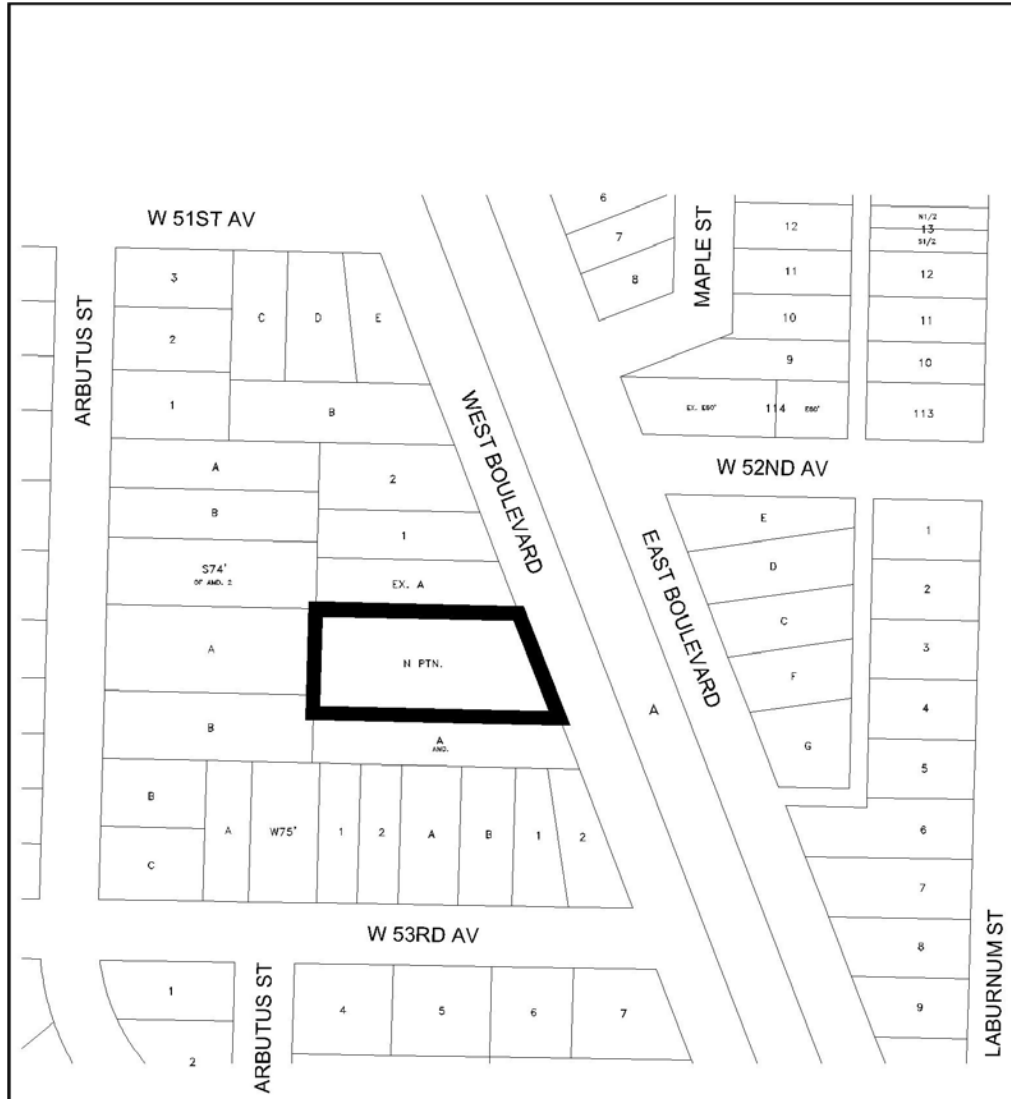 W 51ST AV
ARBUTUS ST
3
2
1
C
D
E
B
A
B
S74'
OF AMD. 2
A
B
2
1
EX. A
N PTN.
A
AMD.
B
C
A
W75'
1
2
A
B
1
2
WEST BOULEVARD
A
EAST BOULEVARD
6
7
8
MAPLE ST
12
11
10
9
EX. E60'
114
E60'
N1/2
13
S1/2
12
11
10
113
W 52ND AV
E
D
C
F
G
1
2
3
4
5
6
7
8
9
LABURNUM ST
W 53RD AV
1
2
ARBUTUS ST
4
5
6
7